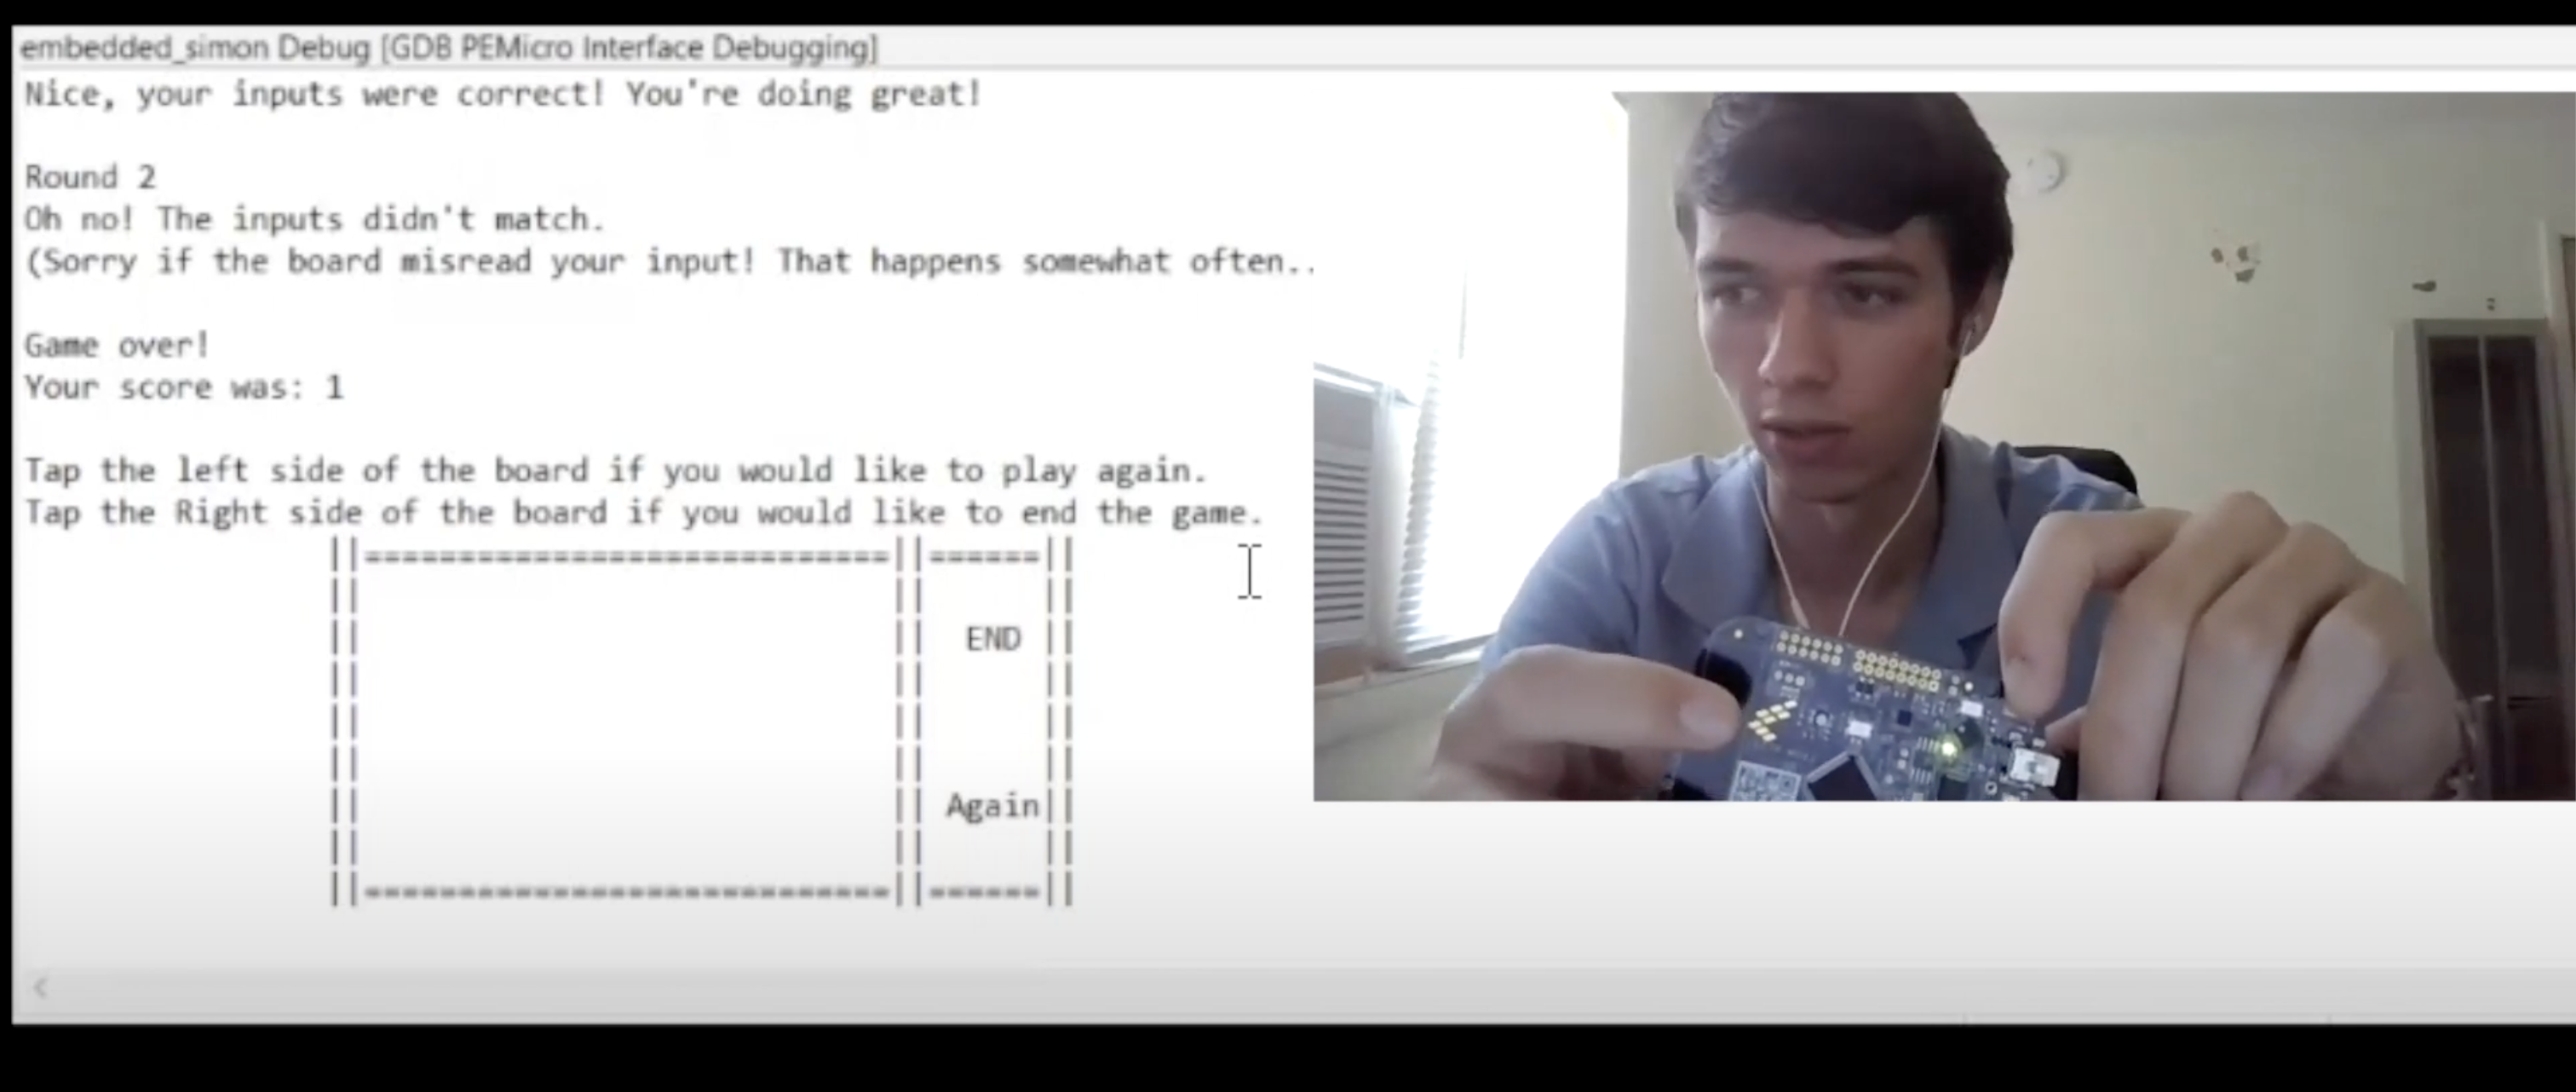 embedded_simon Debug [GDB PEMicro Interface Debugging]
Nice, your inputs were correct! You're doing great!
Round 2
Oh no! The inputs didn't match.
(Sorry if the board misread your input! That happens somewhat often..
Game over!
Your score was: 1
Tap the left side of the board if you would like to play again.
Tap the Right side of the board if you would like to end the game.
END
Again